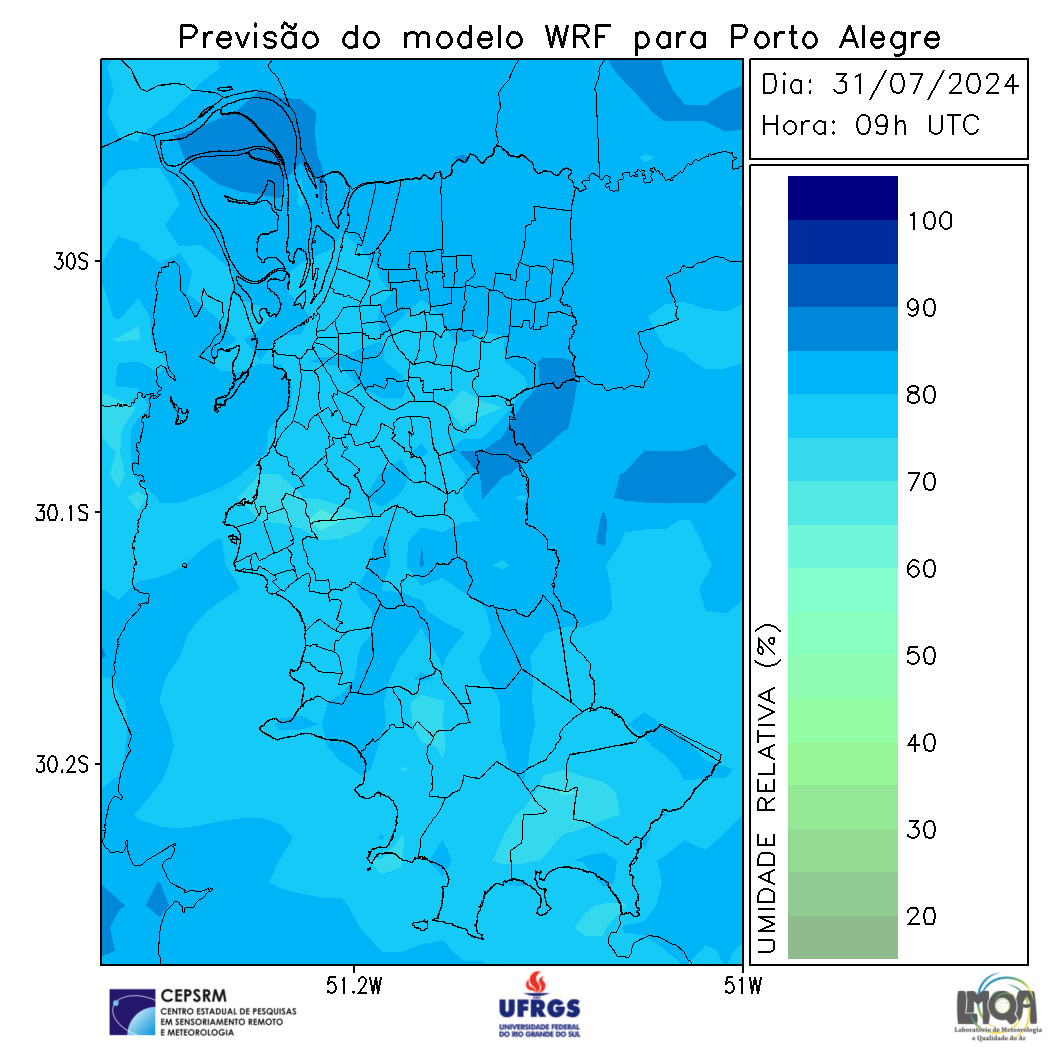 Previsão do modelo WRF para Porto Alegre
Dia: 31/07/2024
Hora: 09h UTC
30S
30.1S
30.2S
51.2W
51W
100
90
80
70
60
50
40
30
20
UMIDADE RELATIVA (%)
CEPSRM
CENTRO ESTADUAL DE PESQUISAS
EM SENSORIAMENTO REMOTO
E METEOROLOGIA
UFRGS
UNIVERSIDADE FEDERAL
DO RIO GRANDE DO SUL
LMQA
Laboratório de Meteorologia
e Qualidade do Ar